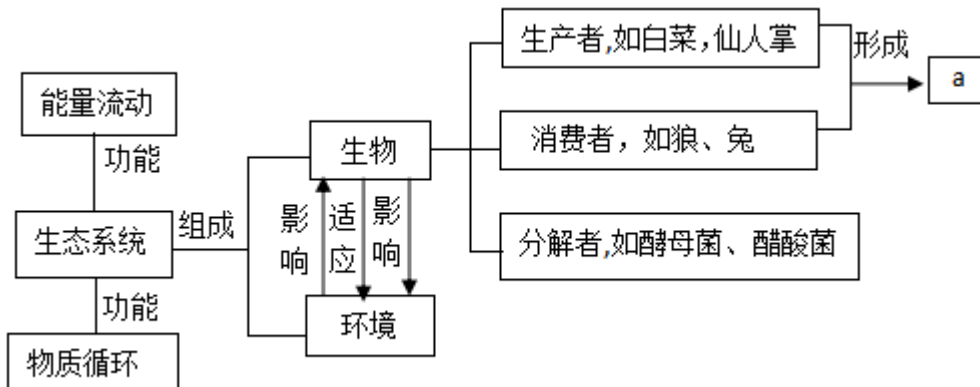 生产者,如白菜,仙人掌
形成
a
能量流动
功能
生物
消费者，如狼、兔
生态系统
组成
影响
适应
影响
分解者,如酵母菌、醋酸菌
功能
环境
物质循环